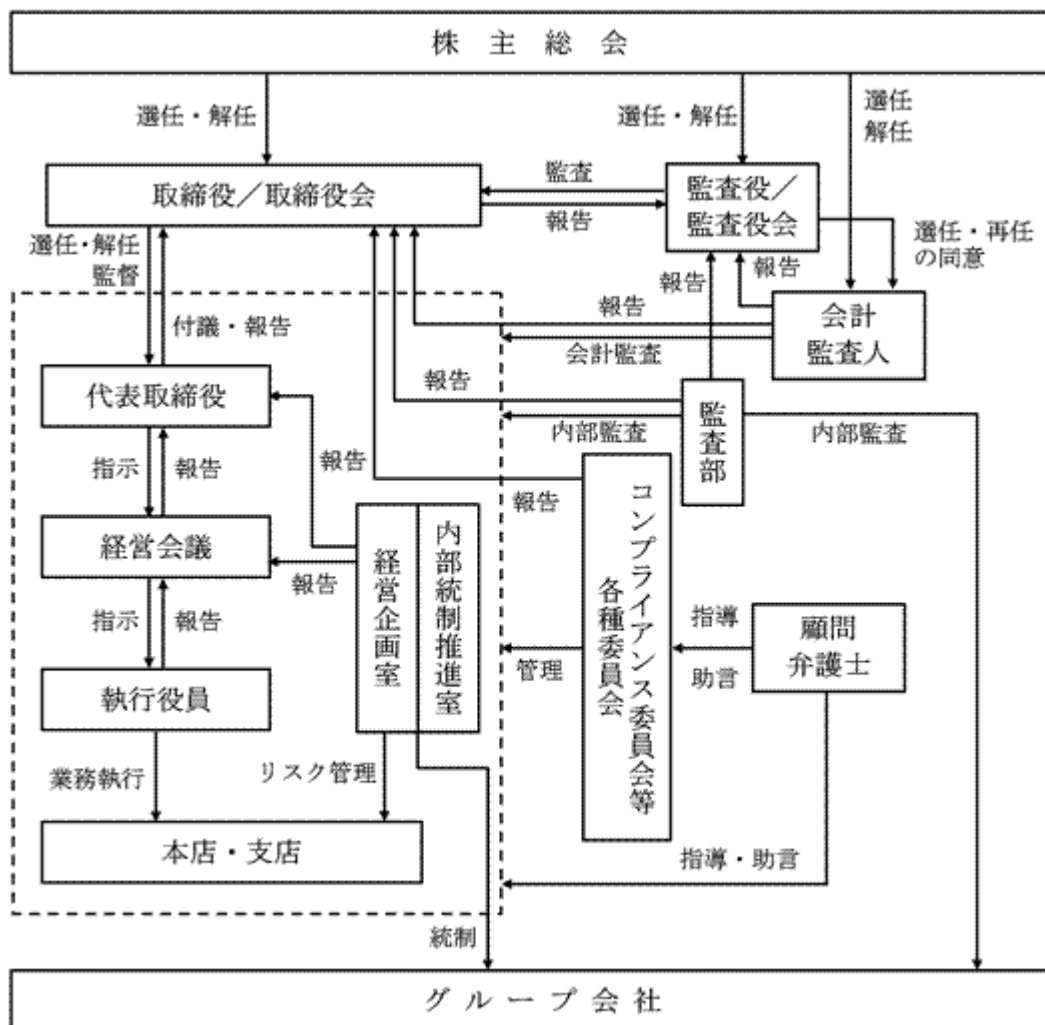 株主総会
選任・解任
選任・解任
選任
解任
取締役／取締役会
監査
報告
監査役／
監査役会
選任・再任
の同意
選任・解任
監督
付議・報告
報告
報告
報告
会計監査
会計
監査人
代表取締役
報告
内部監査
監査部
内部監査
指示
報告
報告
報告
経営会議
報告
経営企画室
内部統制推進室
コンプライアンス委員会等
各種委員会
指示
報告
管理
指導
助言
顧問
弁護士
執行役員
業務執行
リスク管理
本店・支店
指導・助言
統制
グループ会社